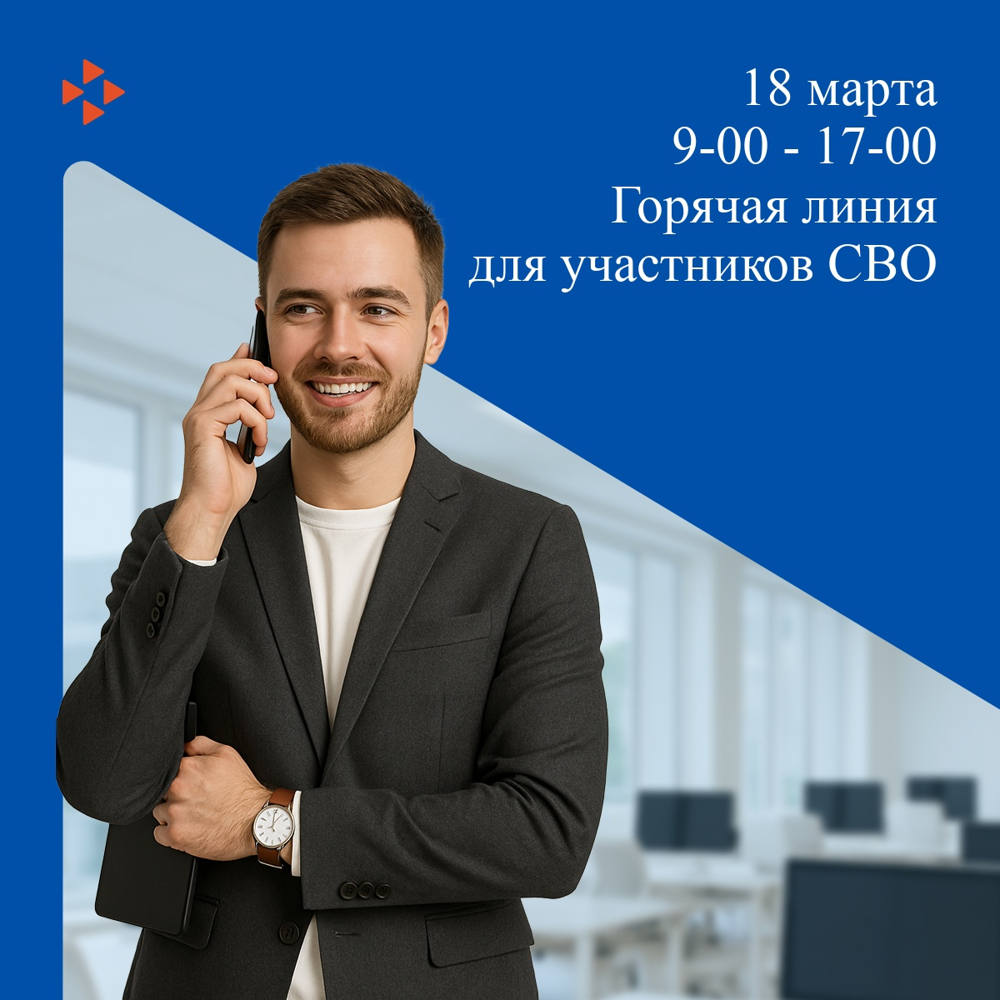 18 марта
9-00 - 17-00
Горячая линия
для участников СВО